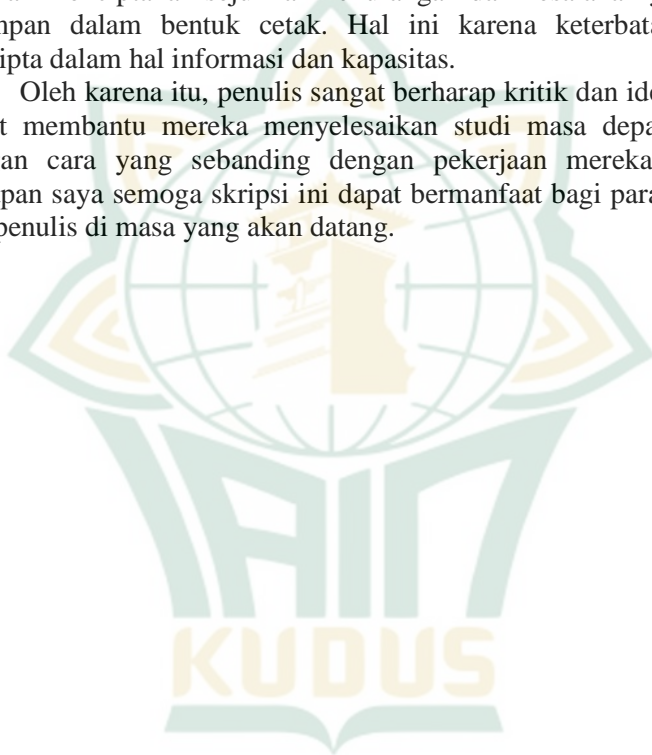 mpan dalam bentuk cetak. Hal ini karena keterbata
ipta dalam hal informasi dan kapasitas.
Oleh karena itu, penulis sangat berharap kritik dan ide
t membantu mereka menyelesaikan studi masa depa
an cara yang sebanding dengan pekerjaan mereka
pan saya semoga skripsi ini dapat bermanfaat bagi para
penulis di masa yang akan datang.
IAIN
KUDUS